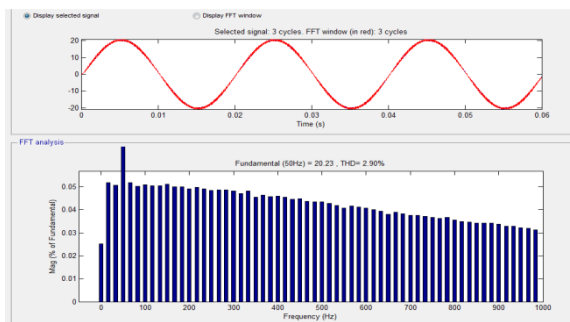 Display selected signal
Display FFT window
Selected signal: 3 cycles. FFT window (in red): 3 cycles
20
10
0
-10
-20
0 0.01 0.02 0.03 0.04 0.05 0.06
Time (s)
FFT analysis
Fundamental (50Hz) = 20.23 , THD= 2.90%
0.05
0.04
0.03
0.02
0.01
0
Mag (% of Fundamental)
0 100 200 300 400 500 600 700 800 900 1000
Frequency (Hz)